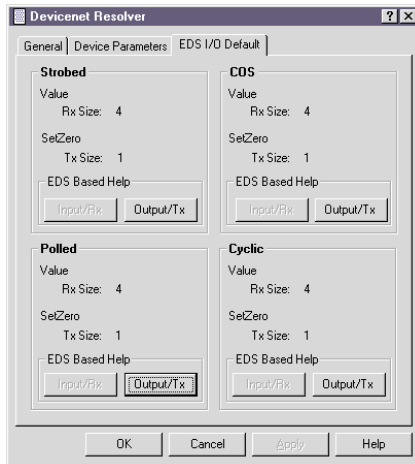 Devicenet Resolver
General Device Parameters EDS I/O Default
Strobed
Value
Rx Size: 4
SetZero
Tx Size: 1
EDS Based Help
Input/Rx Output/Tx
COS
Value
Rx Size: 4
SetZero
Tx Size: 1
EDS Based Help
Input/Rx Output/Tx
Polled
Value
Rx Size: 4
SetZero
Tx Size: 1
EDS Based Help
Input/Rx Output/Tx
Cyclic
Value
Rx Size: 4
SetZero
Tx Size: 1
EDS Based Help
Input/Rx Output/Tx
OK Cancel Apply Help